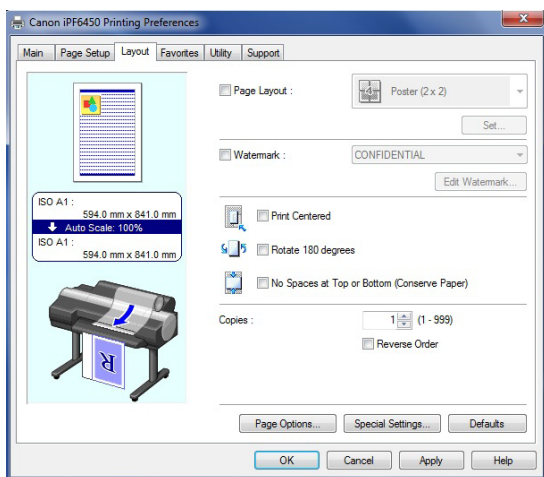 Canon iPF6450 Printing Preferences
Main Page Setup Layout Favorites Utility Support
Page Layout :
4
Poster (2 x 2)
Set...
Watermark :
CONFIDENTIAL
Edit Watermark...
ISO A1 :
594.0 mm x 841.0 mm
Auto Scale: 100%
ISO A1 :
594.0 mm x 841.0 mm
Print Centered
Rotate 180 degrees
No Spaces at Top or Bottom (Conserve Paper)
Copies :
1 (1 - 999)
Reverse Order
R
Page Options... Special Settings... Defaults
OK Cancel Apply Help